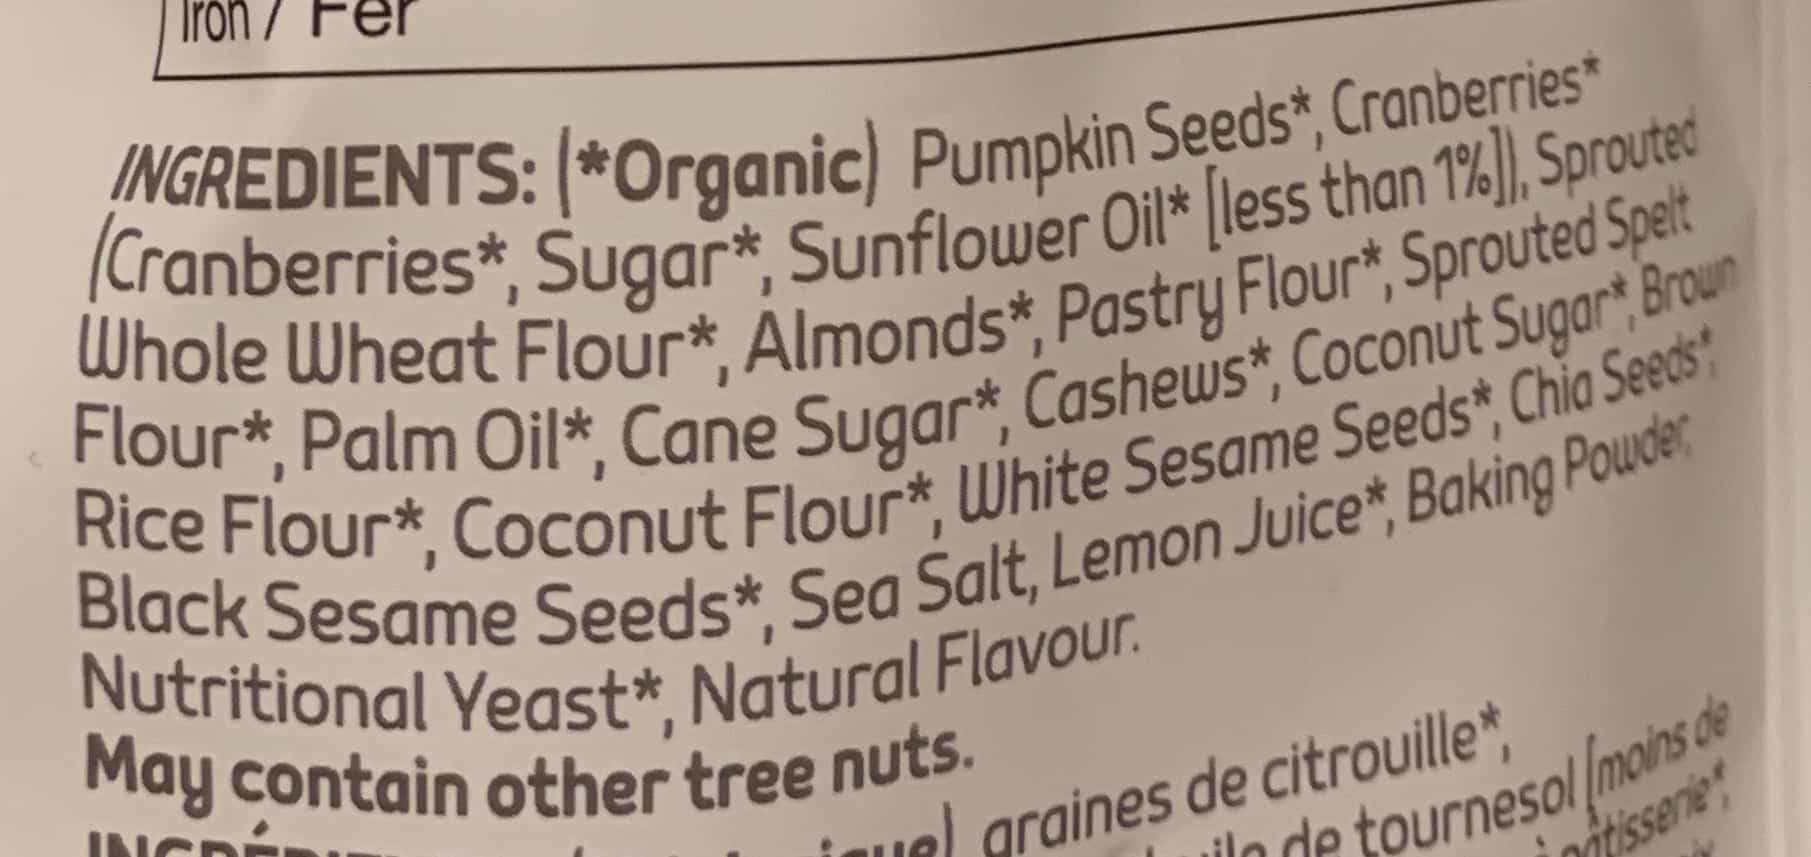 Iron / Fer
INGREDIENTS: (*Organic) Pumpkin Seeds*, Cranberries*
(Cranberries*, Sugar*, Sunflower Oil* [less than 1%]), Sprouted
Whole Wheat Flour*, Almonds*, Pastry Flour*, Sprouted Spelt
Flour*, Palm Oil*, Cane Sugar*, Cashews*, Coconut Sugar*, Brown
Rice Flour*, Coconut Flour*, White Sesame Seeds*, Chia Seeds*,
Black Sesame Seeds*, Sea Salt, Lemon Juice*, Baking Powder,
Nutritional Yeast*, Natural Flavour.
May contain other tree nuts.
graines de citrouille*,
de tournesol [moins de